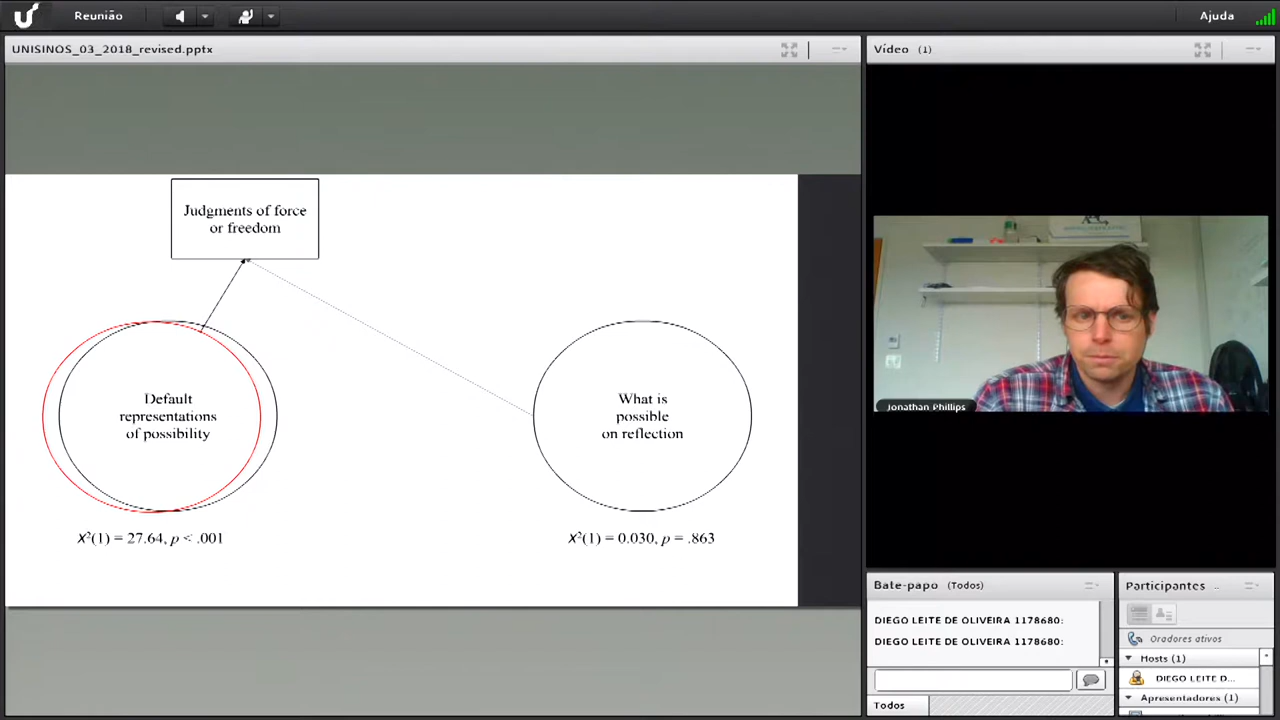 Reunião
Ajuda
UNISINOS_03_2018_revised.pptx
Judgments of force
or freedom
Default
representations
of possibility
What is
possible
on reflection
X²(1) = 27.64, p < .001
X²(1) = 0.030, p = .863
Vídeo (1)
Jonathan Phillips
Bate-papo (Todos)
DIEGO LEITE DE OLIVEIRA 1178680:
DIEGO LEITE DE OLIVEIRA 1178680:
Todos
Participantes ..
Oradores ativos
Hosts (1)
DIEGO LEITE D...
Apresentadores (1)